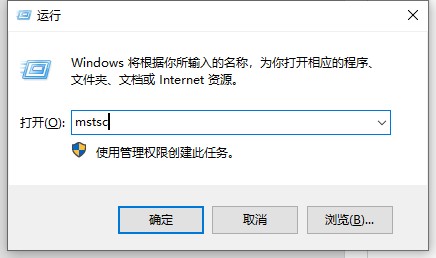 运行
Windows 将根据你所输入的名称，为你打开相应的程序、
文件夹、文档或 Internet 资源。
打开(O): mstsc
使用管理权限创建此任务。
确定 取消 浏览(B)...